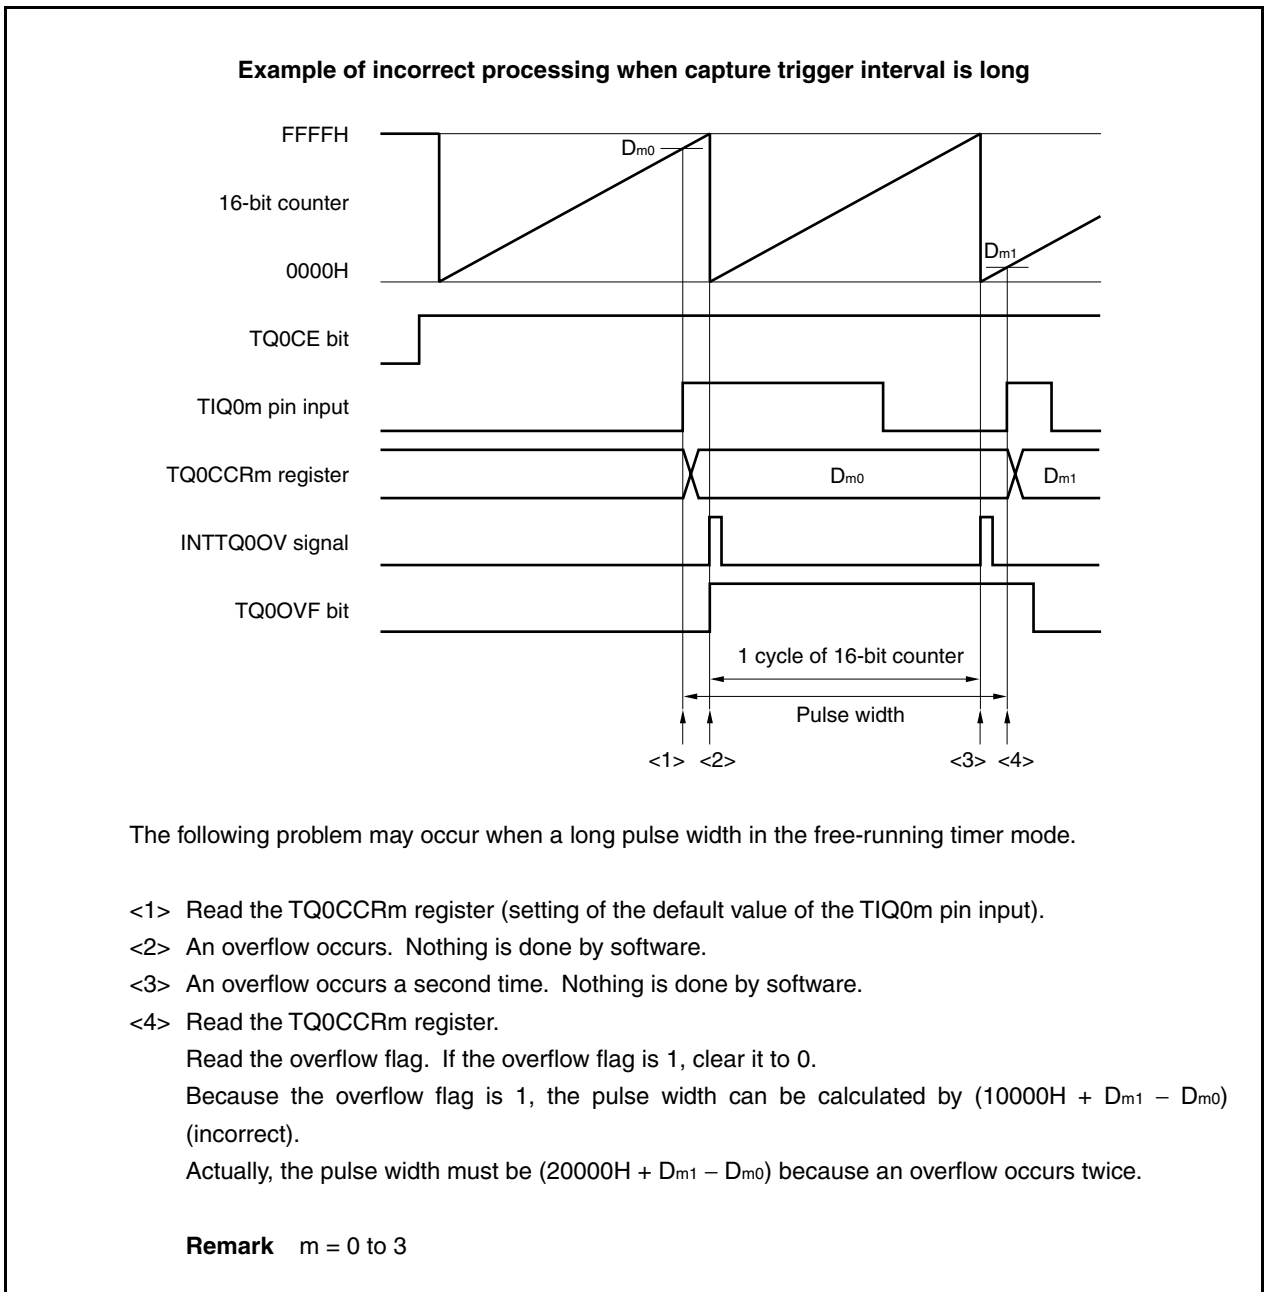 Example of incorrect processing when capture trigger interval is long
FFFFH
Dm0
16-bit counter
Dm1
0000H
TQ0CE bit
TIQ0m pin input
TQ0CCRm register
Dm0
Dm1
INTTQ0OV signal
TQ0OVF bit
1 cycle of 16-bit counter
Pulse width
<1> <2> <3> <4>
The following problem may occur when a long pulse width in the free-running timer mode.
<1> Read the TQ0CCRm register (setting of the default value of the TIQ0m pin input).
<2> An overflow occurs. Nothing is done by software.
<3> An overflow occurs a second time. Nothing is done by software.
<4> Read the TQ0CCRm register.
Read the overflow flag. If the overflow flag is 1, clear it to 0.
Because the overflow flag is 1, the pulse width can be calculated by (10000H + Dm1 − Dm0)
(incorrect).
Actually, the pulse width must be (20000H + Dm1 − Dm0) because an overflow occurs twice.
Remark m = 0 to 3